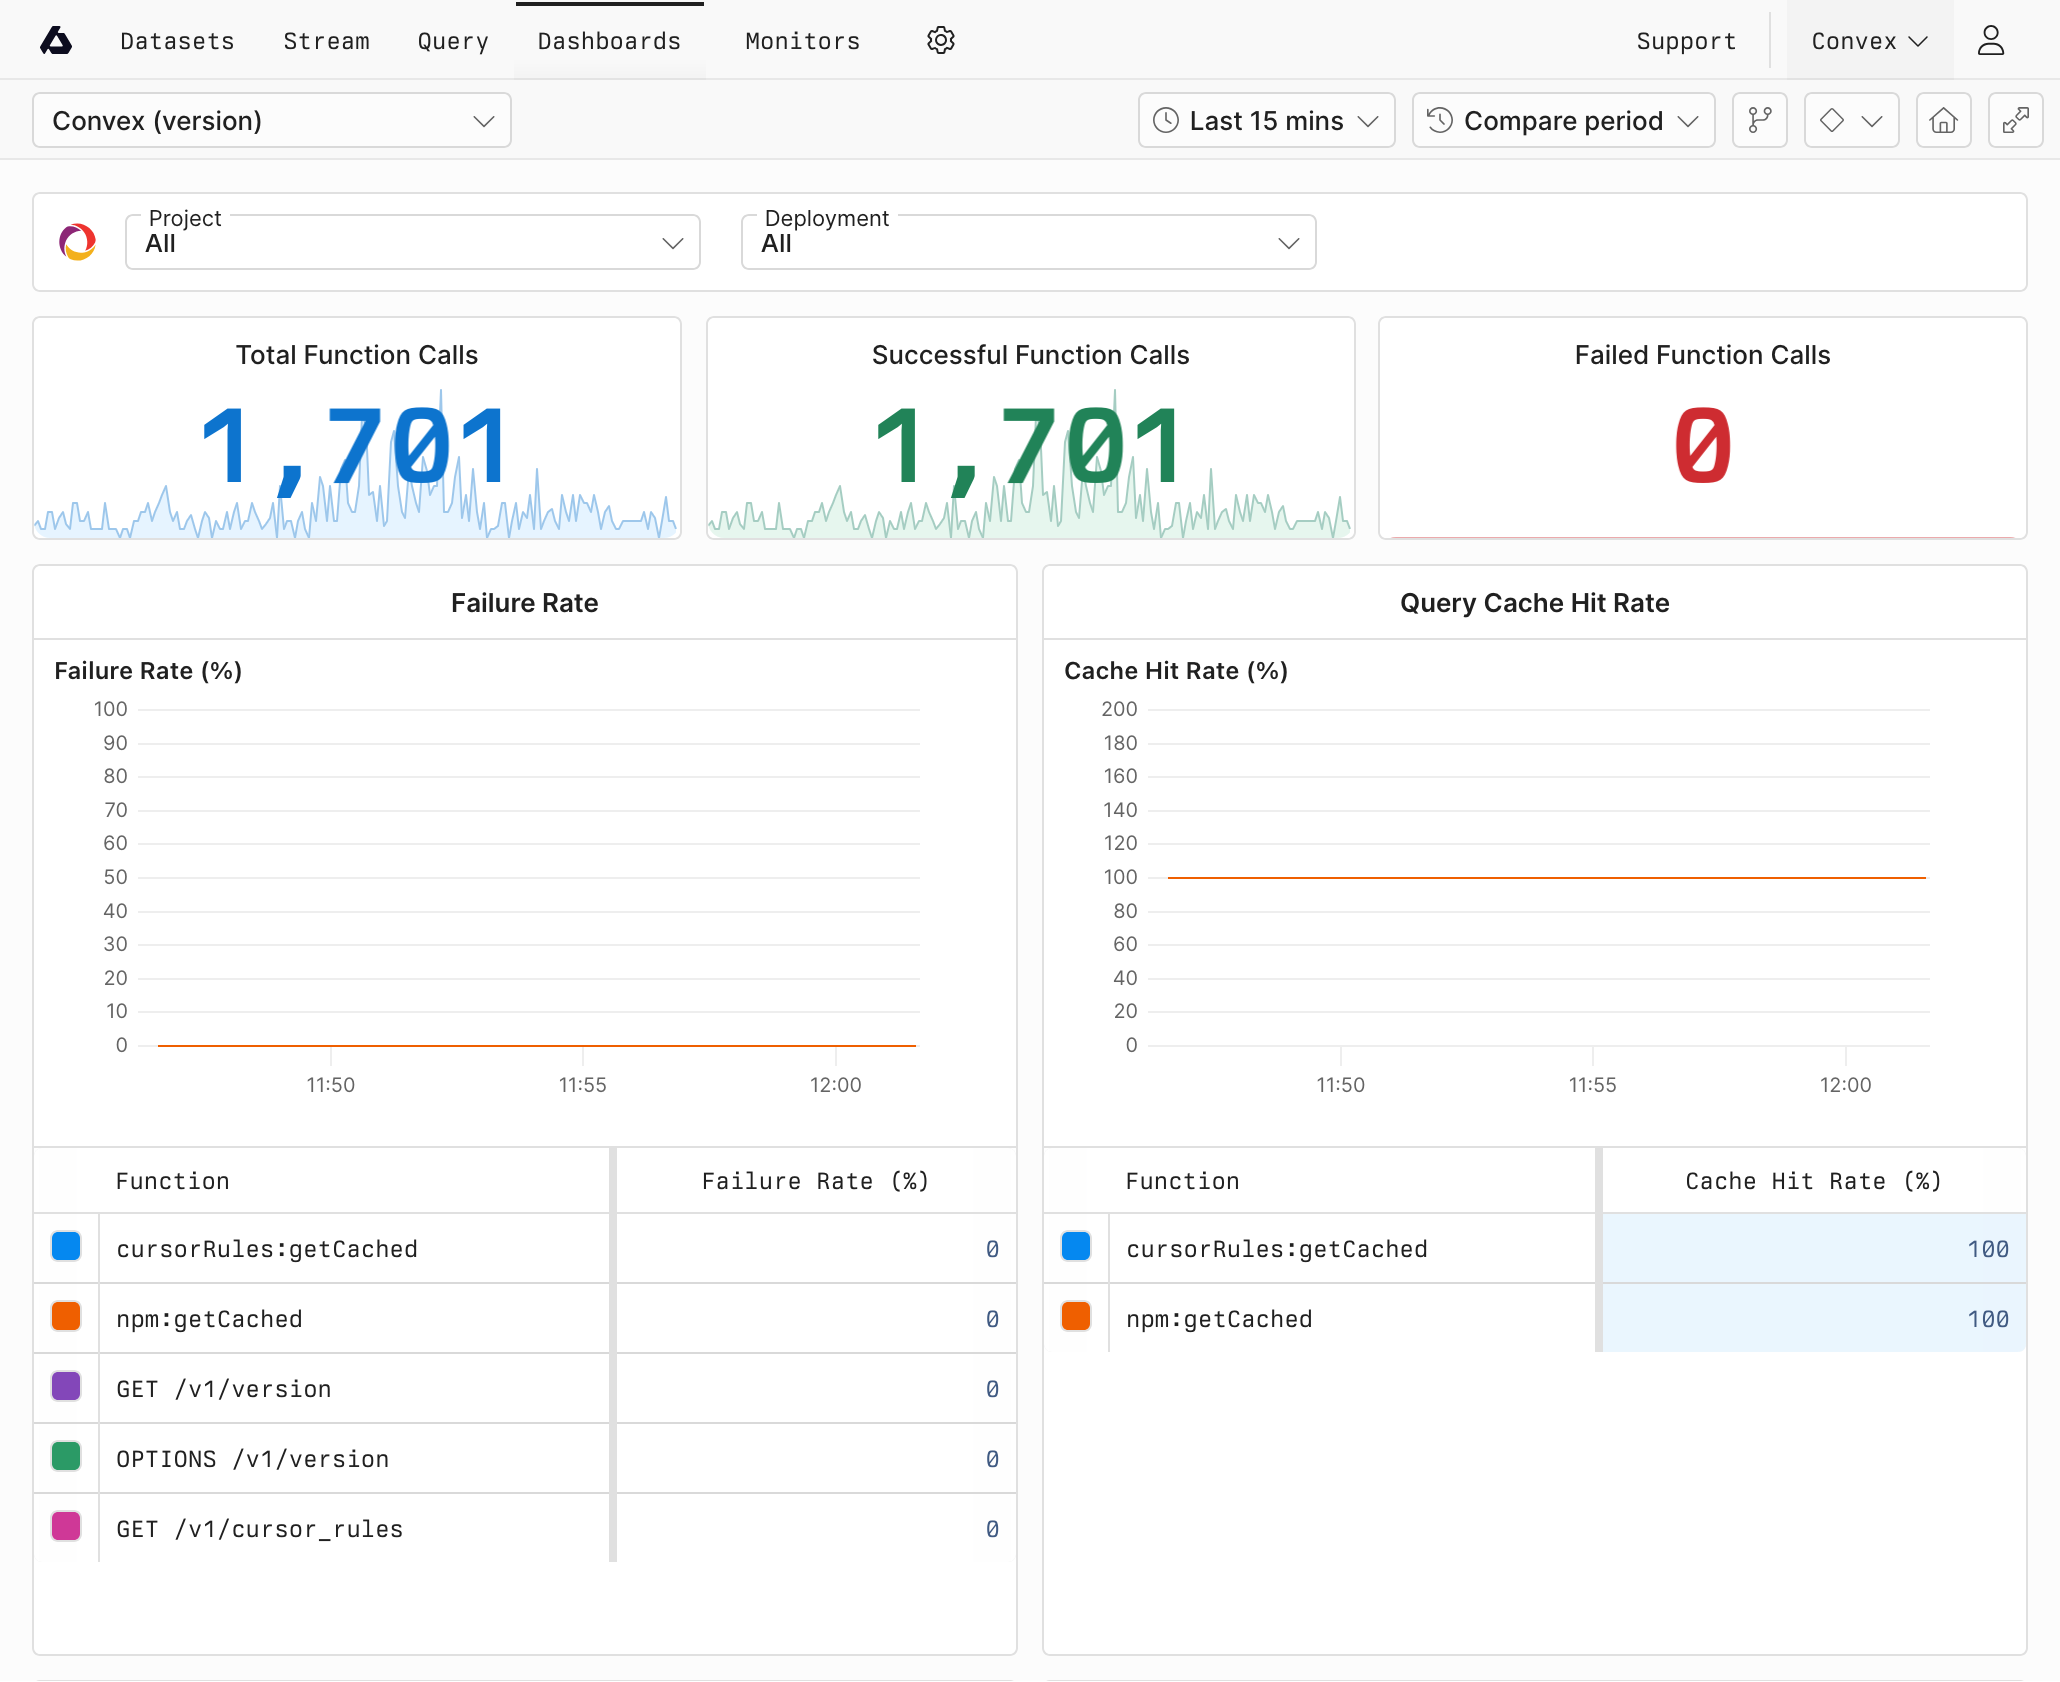 Datasets Stream Query Dashboards Monitors Support Convex
Convex (version) Last 15 mins Compare period
Project Deployment
All All
Total Function Calls Successful Function Calls Failed Function Calls
1,701 1,701 0
Failure Rate
Failure Rate (%)
100
90
80
70
60
50
40
30
20
10
0
11:50 11:55 12:00
Function Failure Rate (%)
cursorRules:getCached 0
npm:getCached 0
GET /v1/version 0
OPTIONS /v1/version 0
GET /v1/cursor_rules 0
Query Cache Hit Rate
Cache Hit Rate (%)
200
180
160
140
120
100
80
60
40
20
0
11:50 11:55 12:00
Function Cache Hit Rate (%)
cursorRules:getCached 100
npm:getCached 100